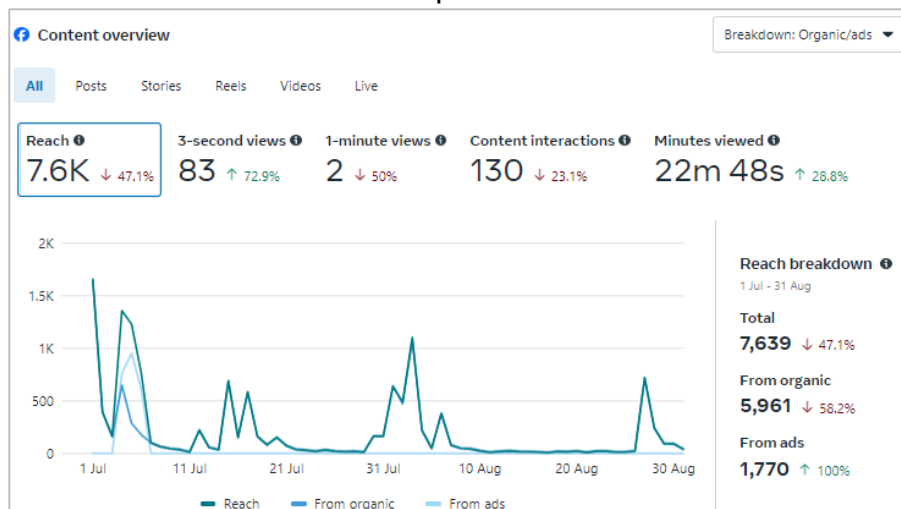 Content overview
Breakdown: Organic/ads
All Posts Stories Reels Videos Live
Reach 3-second views 1-minute views Content interactions Minutes viewed
7.6K ↓ 47.1% 83 ↑ 72.9% 2 ↓ 50% 130 ↓ 23.1% 22m 48s ↑ 28.8%
2K
1.5K
1K
500
0
1 Jul 11 Jul 21 Jul 31 Jul 10 Aug 20 Aug 30 Aug
Reach From organic From ads
Reach breakdown
1 Jul - 31 Aug
Total
7,639 ↓ 47.1%
From organic
5,961 ↓ 58.2%
From ads
1,770 ↑ 100%